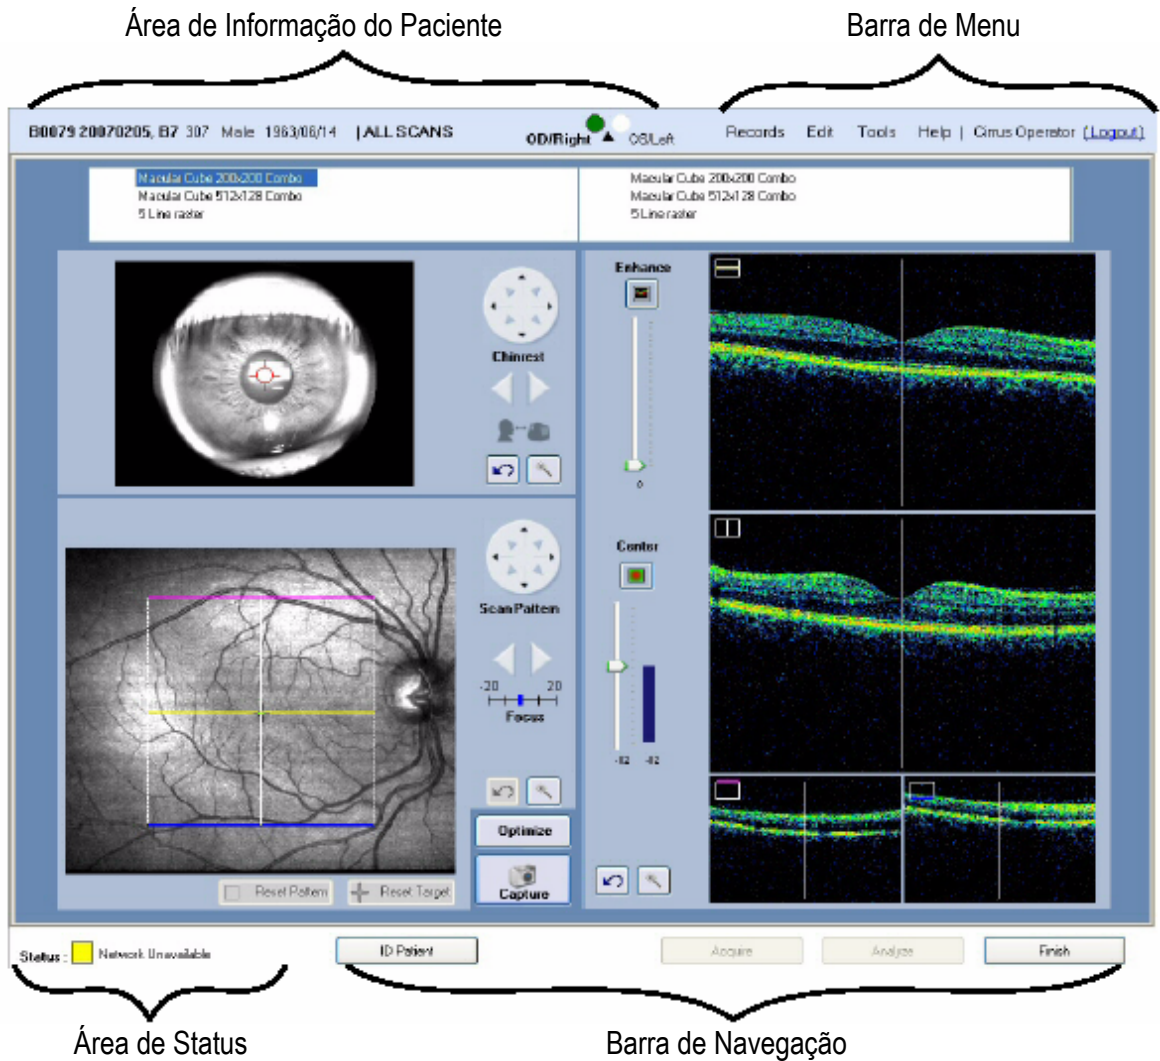 Área de Informação do Paciente
Barra de Menu
B0079 20070205, B7 307 Male 1963/06/14 | ALL SCANS
OD/Right OS/Left
Records Edit Tools Help | Cirrus Operator (Logout)
Macular Cube 200x200 Combo
Macular Cube 512x128 Combo
5 Line raster
Macular Cube 200x200 Combo
Macular Cube 512x128 Combo
5 Line raster
Chinrest
Enhance
0
Scan Pattern
-20 20
Focus
Center
-82 -82
Optimize
Capture
Reset Pattern
Reset Target
Status : Network Unavailable
ID Patient
Acquire
Analyze
Finish
Área de Status
Barra de Navegação